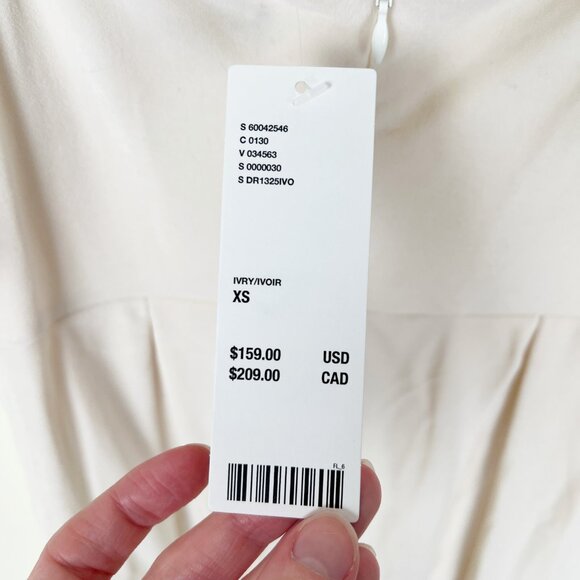 S 60042546
C 0130
V 034563
S 0000030
S DR1325IVO
IVRY/IVOIR
XS
$159.00 USD
$209.00 CAD
FL_6